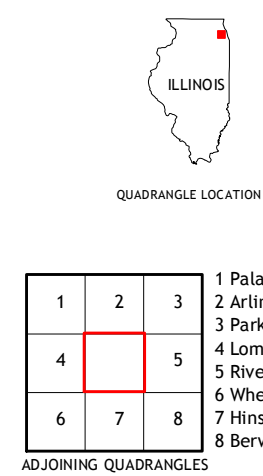 ILLINOIS
QUADRANGLE LOCATION
1 2 3
4 5
6 7 8
1 Pala
2 Arlin
3 Park
4 Lom
5 Rive
6 Whe
7 Hins
8 Berw
ADJOINING QUADRANGLES